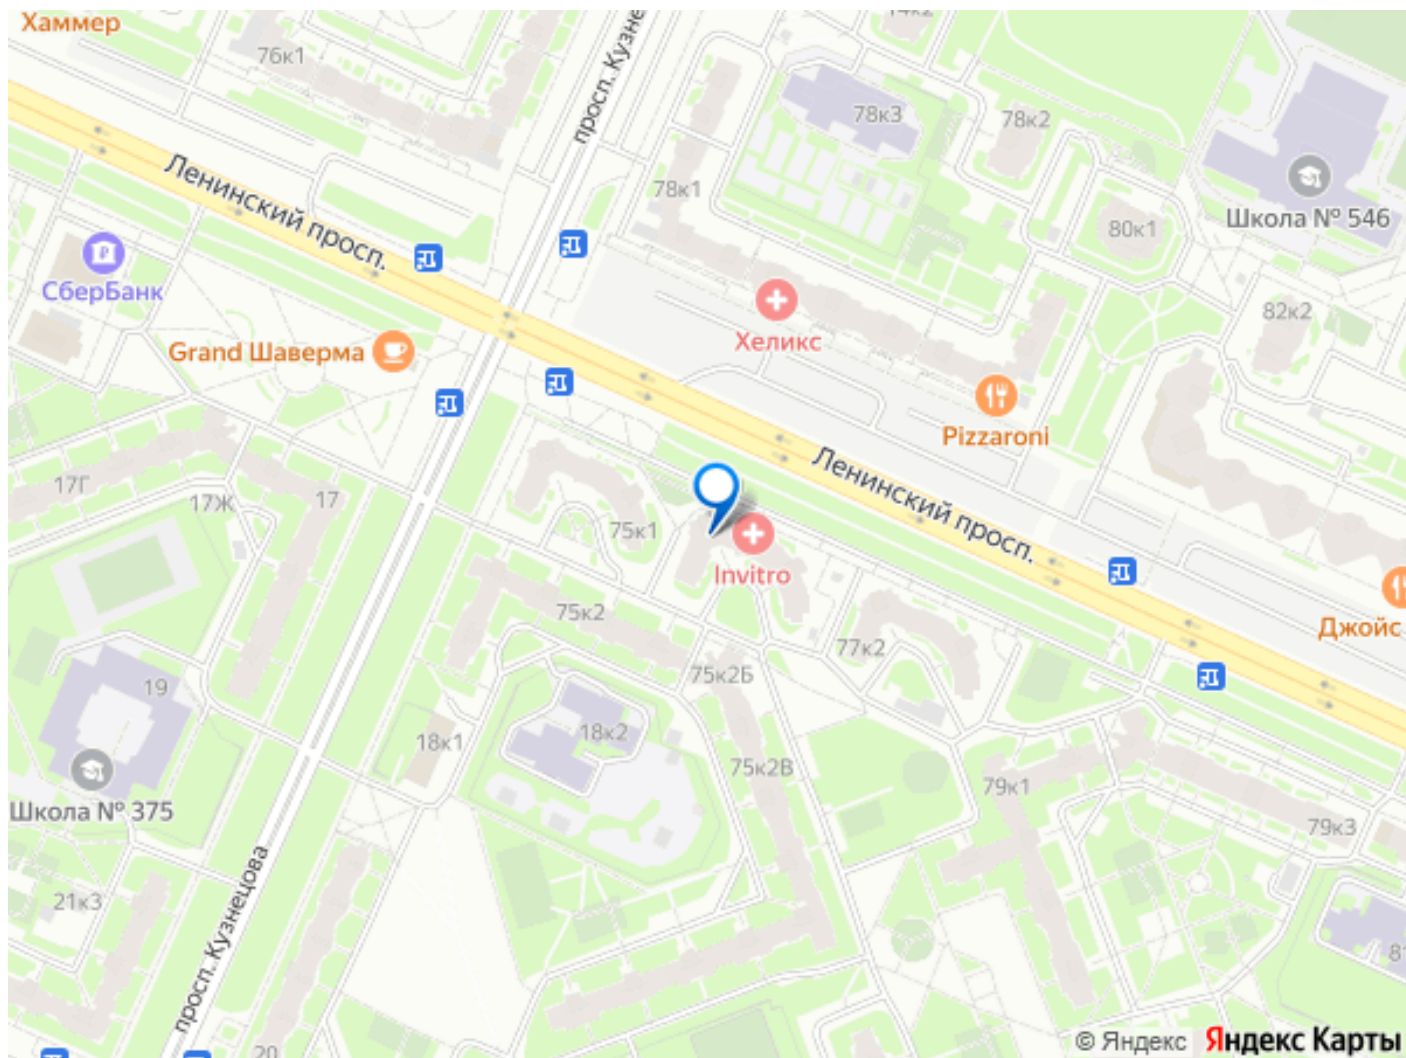 Хаммер
76к1
просп. Кузне
14к2
78к3
78к2
Школа № 546
Ленинский просп.
78к1
80к1
СберБанк
Хеликс
82к2
Grand Шаверма
Pizzaroni
Ленинский просп.
17Г
17Ж
17
75к1
Invitro
Джойс
75к2
77к2
75к2Б
19
18к1
18к2
75к2В
79к1
Школа № 375
79к3
просп. Кузнецова
21к3
81
20
© Яндекс Яндекс Карты